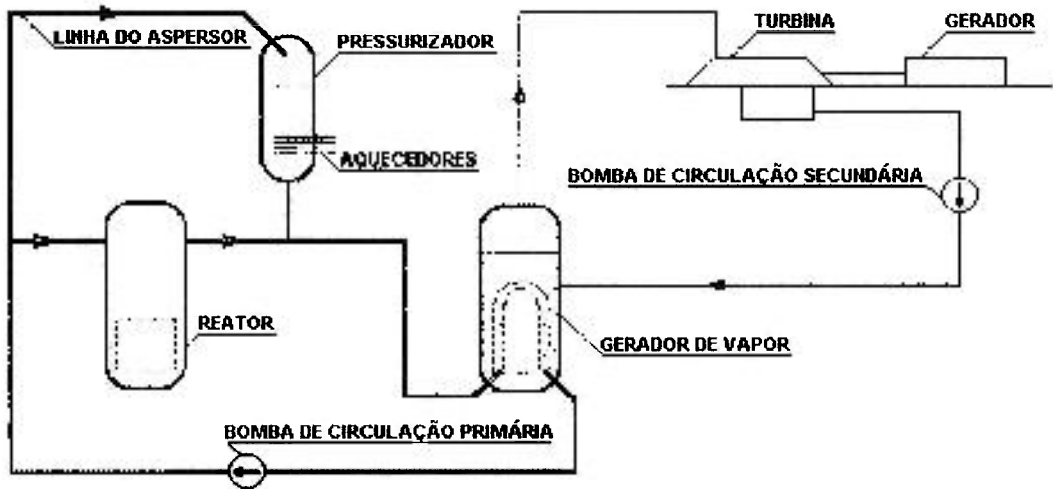 TURBINA
GERADOR
LINHA DO ASPERSOR
PRESSURIZADOR
AQUECEDORES
BOMBA DE CIRCULAÇÃO SECUNDÁRIA
REATOR
GERADOR DE VAPOR
BOMBA DE CIRCULAÇÃO PRIMÁRIA